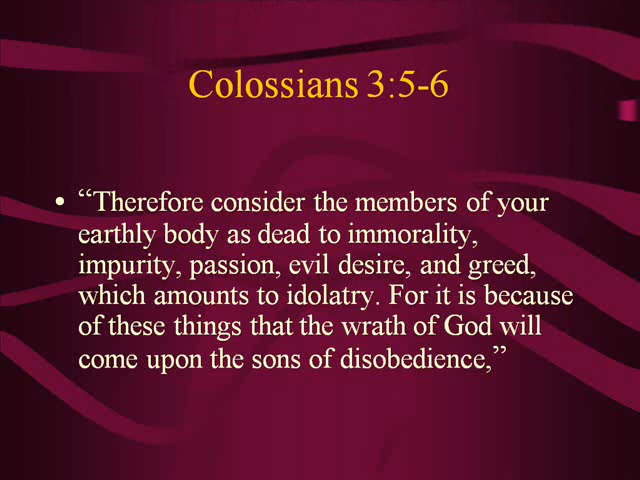 Colossians 3:5-6
• “Therefore consider the members of your
earthly body as dead to immorality,
impurity, passion, evil desire, and greed,
which amounts to idolatry. For it is because
of these things that the wrath of God will
come upon the sons of disobedience,”